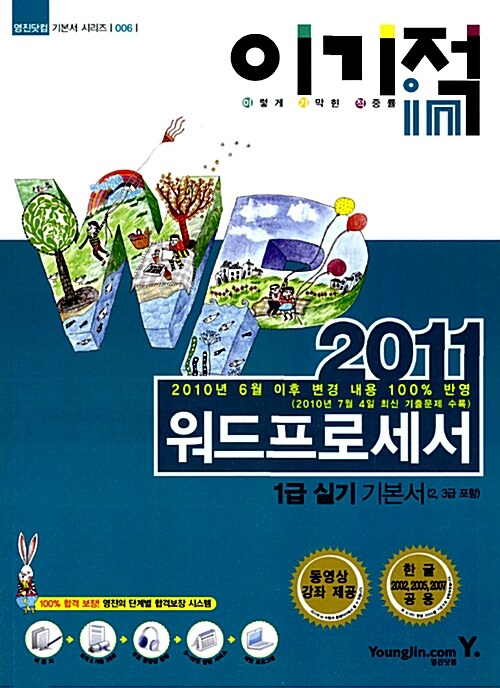 영진닷컴 기본서 시리즈 | 006 |
이기적 in
이렇게 기막힌 적중률
WP
2011
2010년 6월 이후 변경 내용 100% 반영
(2010년 7월 4일 최신 기출문제 수록)
워드프로세서
1급 실기 기본서(2, 3급 포함)
동영상
강좌 제공
한글
2002, 2005, 2007
공용
100% 합격 보장! 영진의 단계별 합격보장 시스템
YoungJin.com Y.
영진닷컴